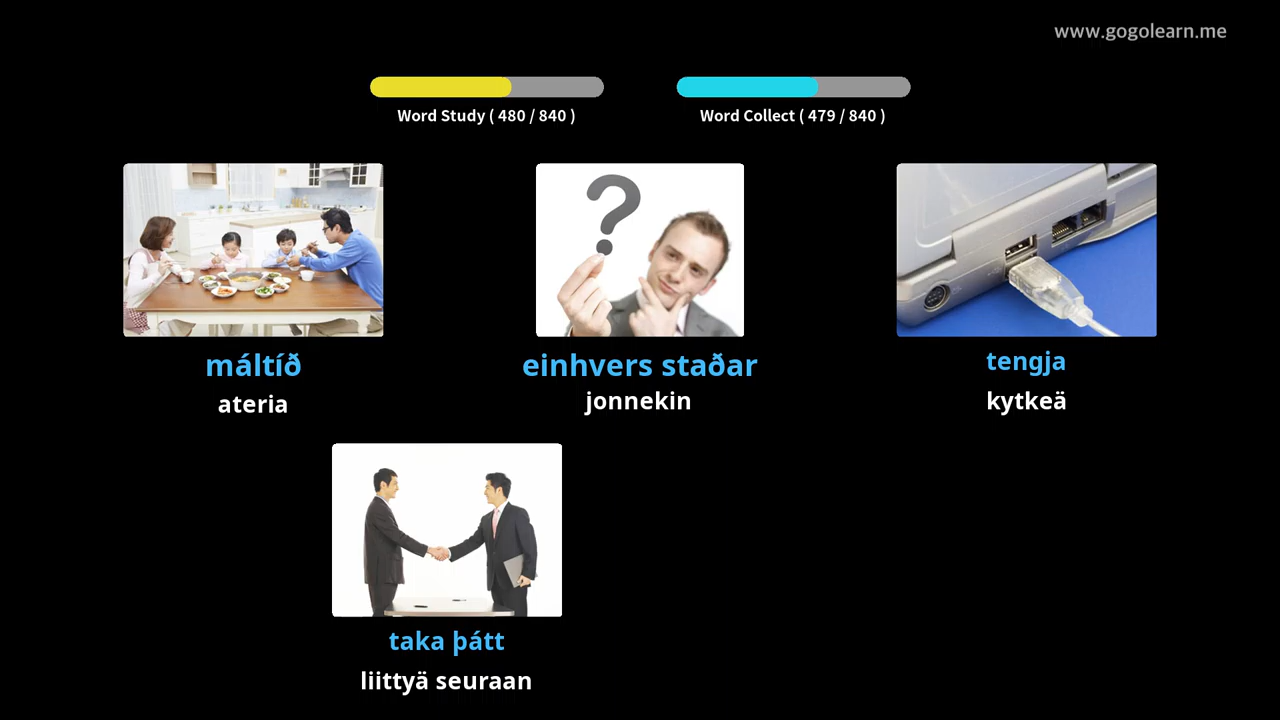 www.gogolearn.me
Word Study ( 480 / 840 )
Word Collect ( 479 / 840 )
máltíð
ateria
einhvers staðar
jonnekin
tengja
kytkeä
taka þátt
liittyä seuraan